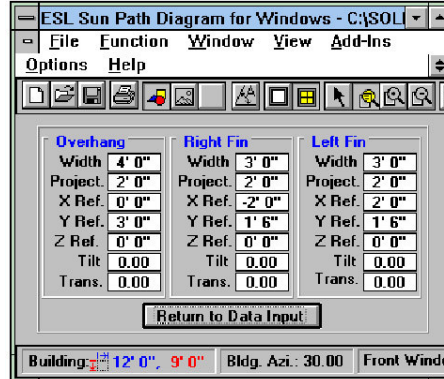 ESL Sun Path Diagram for Windows - C:\SOLI
File Function Window View Add-Ins
Options Help
Overhang Right Fin Left Fin
Width 4' 0" Width 3' 0" Width 3' 0"
Project. 2' 0" Project. 2' 0" Project. 2' 0"
X Ref. 0' 0" X Ref. -2' 0" X Ref. 2' 0"
Y Ref. 3' 0" Y Ref. 1' 6" Y Ref. 1' 6"
Z Ref. 0' 0" Z Ref. 0' 0" Z Ref. 0' 0"
Tilt 0.00 Tilt 0.00 Tilt 0.00
Trans. 0.00 Trans. 0.00 Trans. 0.00
Return to Data Input
Building: 12' 0", 9' 0" Bldg. Azi.: 30.00 Front Windo